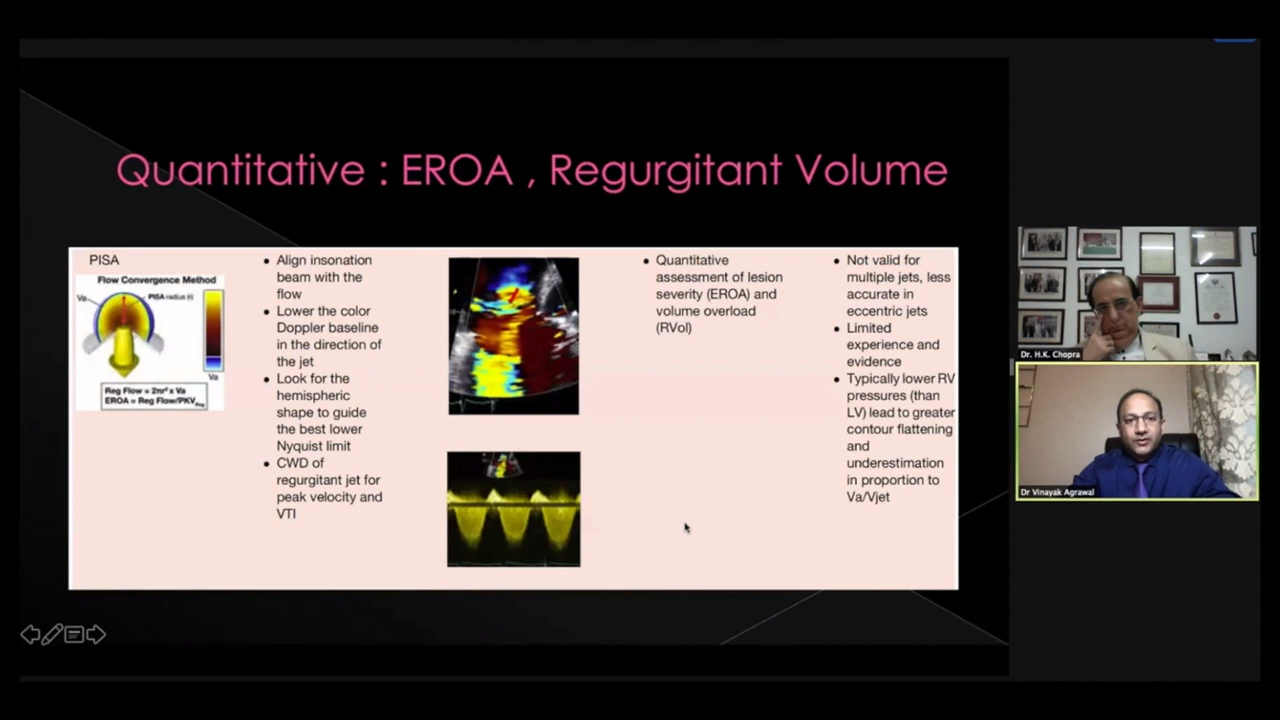 Quantitative : EROA , Regurgitant Volume
PISA
Flow Convergence Method
Va
PISA radius (r)
Va
Reg Flow = 2πr² x Va
EROA = Reg Flow/PKVReg
• Align insonation
beam with the
flow
• Lower the color
Doppler baseline
in the direction of
the jet
• Look for the
hemispheric
shape to guide
the best lower
Nyquist limit
• CWD of
regurgitant jet for
peak velocity and
VTI
• Quantitative
assessment of lesion
severity (EROA) and
volume overload
(RVol)
• Not valid for
multiple jets, less
accurate in
eccentric jets
• Limited
experience and
evidence
• Typically lower RV
pressures (than
LV) lead to greater
contour flattening
and
underestimation
in proportion to
Va/Vjet
Dr. H.K. Chopra
Dr Vinayak Agrawal